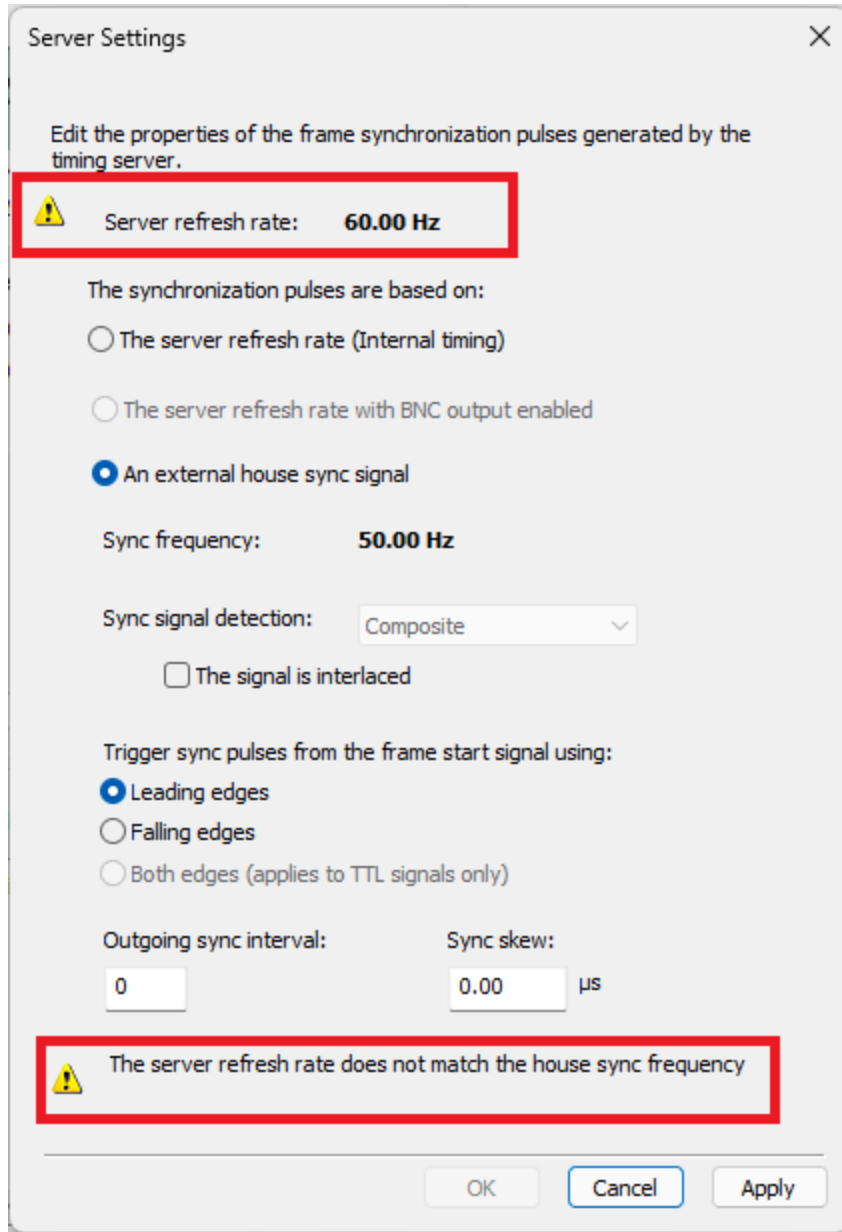 Server Settings
Edit the properties of the frame synchronization pulses generated by the
timing server.
Server refresh rate: 60.00 Hz
The synchronization pulses are based on:
The server refresh rate (Internal timing)
The server refresh rate with BNC output enabled
An external house sync signal
Sync frequency: 50.00 Hz
Sync signal detection: Composite
The signal is interlaced
Trigger sync pulses from the frame start signal using:
Leading edges
Falling edges
Both edges (applies to TTL signals only)
Outgoing sync interval: Sync skew:
0 0.00 µs
The server refresh rate does not match the house sync frequency
OK Cancel Apply